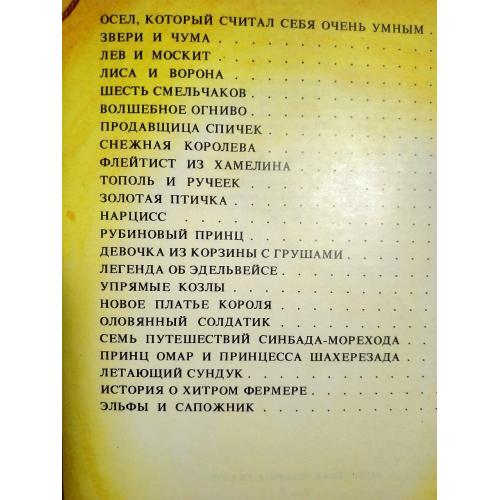 ОСЕЛ, КОТОРЫЙ СЧИТАЛ СЕБЯ ОЧЕНЬ УМНЫМ
ЗВЕРИ И ЧУМА
ЛЕВ И МОСКИТ
ЛИСА И ВОРОНА
ШЕСТЬ СМЕЛЬЧАКОВ
ВОЛШЕБНОЕ ОГНИВО
ПРОДАВЩИЦА СПИЧЕК
СНЕЖНАЯ КОРОЛЕВА
ФЛЕЙТИСТ ИЗ ХАМЕЛИНА
ТОПОЛЬ И РУЧЕЕК
ЗОЛОТАЯ ПТИЧКА
НАРЦИСС
РУБИНОВЫЙ ПРИНЦ
ДЕВОЧКА ИЗ КОРЗИНЫ С ГРУШАМИ
ЛЕГЕНДА ОБ ЭДЕЛЬВЕЙСЕ
УПРЯМЫЕ КОЗЛЫ
НОВОЕ ПЛАТЬЕ КОРОЛЯ
ОЛОВЯННЫЙ СОЛДАТИК
СЕМЬ ПУТЕШЕСТВИЙ СИНБАДА-МОРЕХОДА
ПРИНЦ ОМАР И ПРИНЦЕССА ШАХЕРЕЗАДА
ЛЕТАЮЩИЙ СУНДУК
ИСТОРИЯ О ХИТРОМ ФЕРМЕРЕ
ЭЛЬФЫ И САПОЖНИК